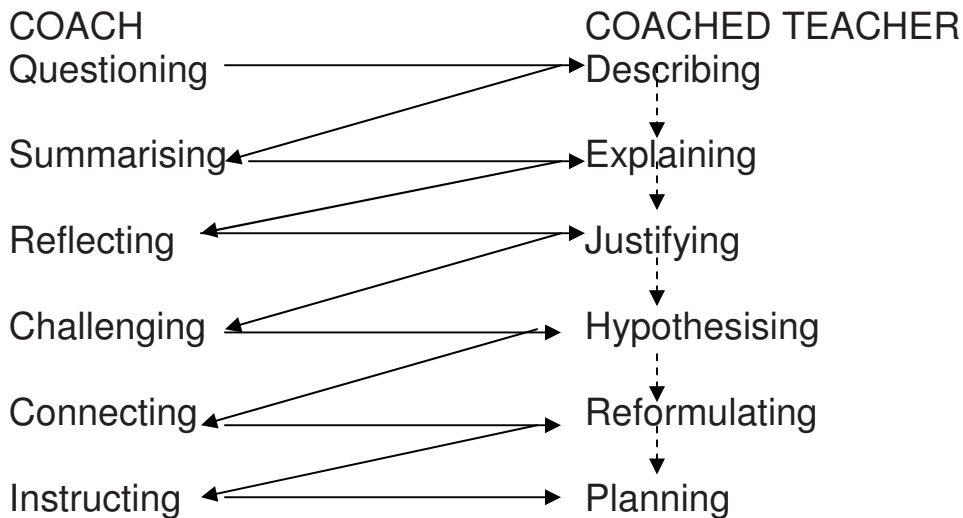 COACH COACHED TEACHER
Questioning Describing
Summarising Explaining
Reflecting Justifying
Challenging Hypothesising
Connecting Reformulating
Instructing Planning